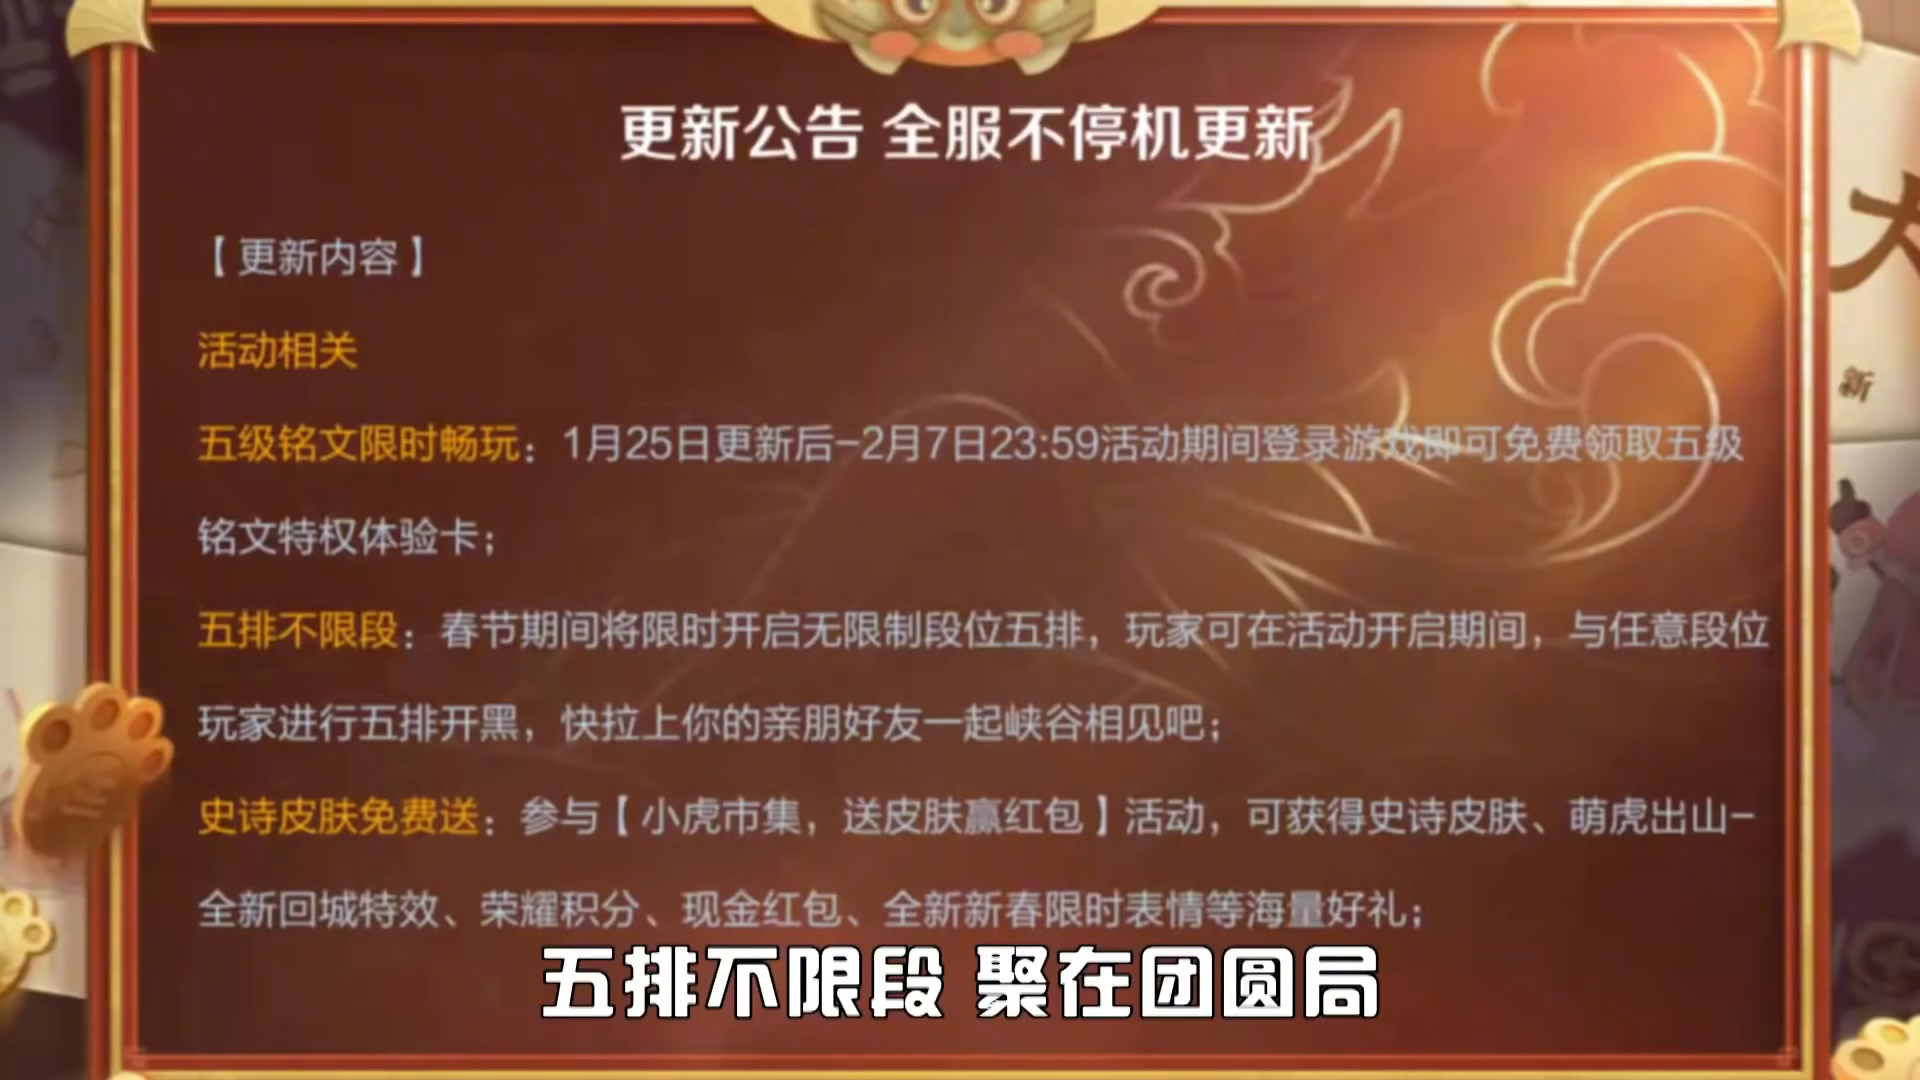 更新公告 全服不停机更新
【更新内容】
活动相关
五级铭文限时畅玩：1月25日更新后-2月7日23:59活动期间登录游戏即可免费领取五级
铭文特权体验卡；
五排不限段：春节期间将限时开启无限制段位五排，玩家可在活动开启期间，与任意段位
玩家进行五排开黑，快拉上你的亲朋好友一起峡谷相见吧；
史诗皮肤免费送：参与【小虎市集，送皮肤赢红包】活动，可获得史诗皮肤、萌虎出山-
全新回城特效、荣耀积分、现金红包、全新新春限时表情等海量好礼；
五排不限段 聚在团圆局
新